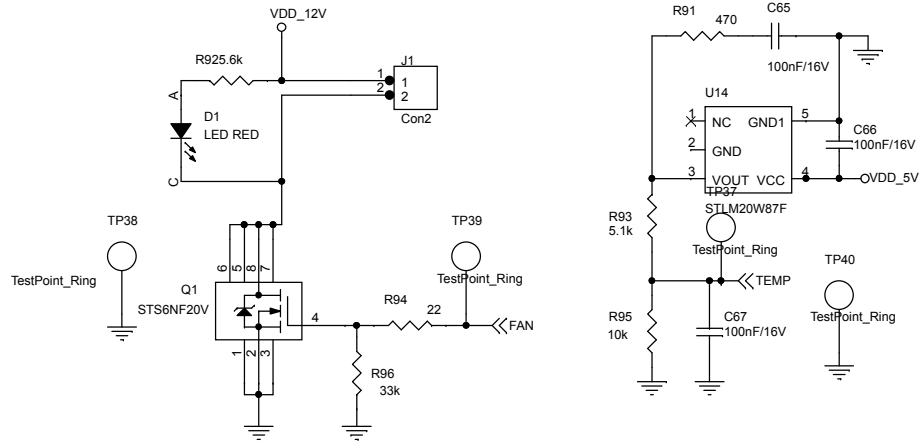 VDD_12V
R925.6k
A
D1
LED RED
C
1
2
J1
1
2
Con2
TP38
TestPoint_Ring
6
5
8
7
Q1
STS6NF20V
4
1
2
3
R94
22
TP39
TestPoint_Ring
FAN
R96
33k
R91
470
C65
100nF/16V
U14
1
NC
GND1
5
2
GND
3
VOUT
VCC
4
C66
100nF/16V
VDD_5V
TP37
STLM20W87F
R93
5.1k
TestPoint_Ring
TEMP
R95
10k
C67
100nF/16V
TP40
TestPoint_Ring